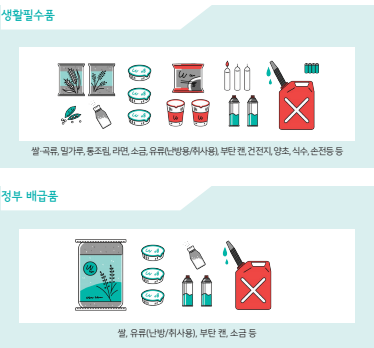 생활필수품
쌀·곡류, 밀가루, 통조림, 라면, 소금, 유류(난방용/취사용), 부탄 캔, 건전지, 양초, 식수, 손전등 등
정부 배급품
쌀, 유류(난방/취사용), 부탄 캔, 소금 등